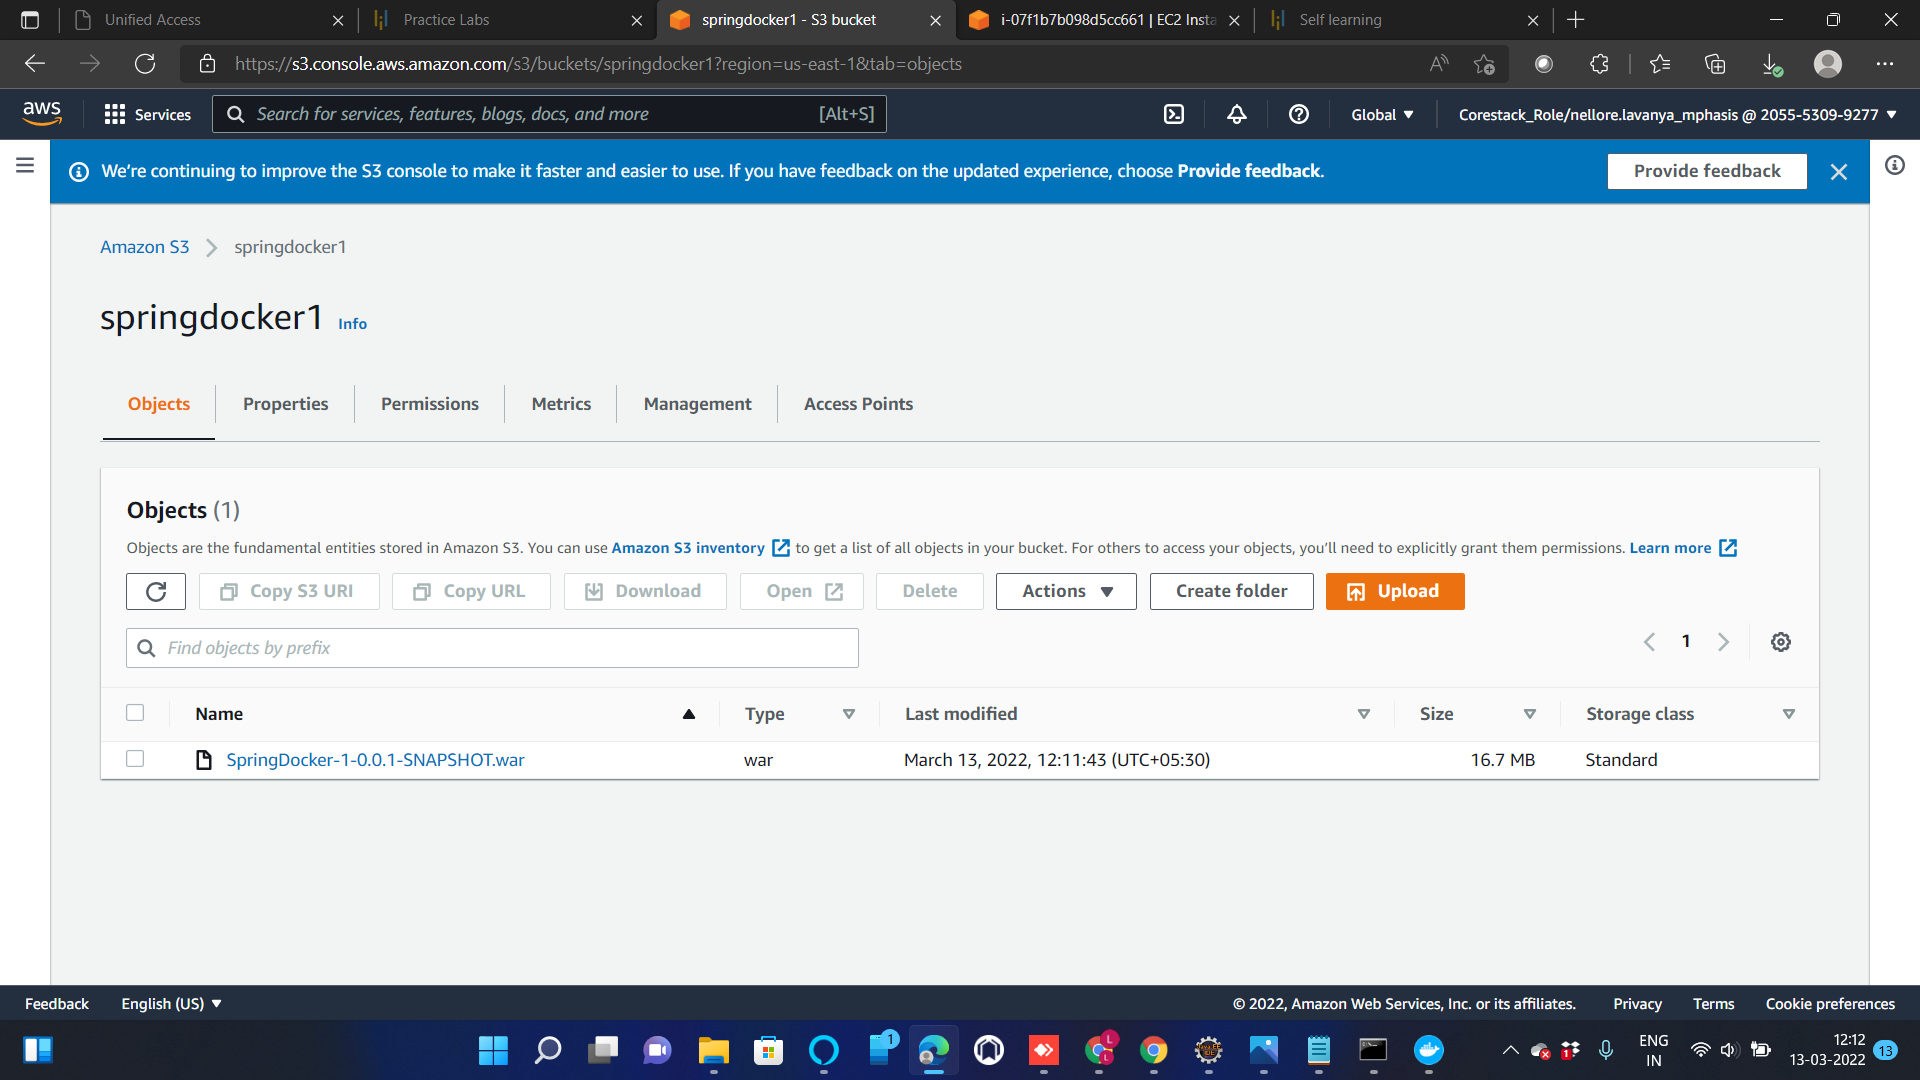 Unified Access
Practice Labs
springdocker1 - S3 bucket
i-07f1b7b098d5cc661 | EC2 Insta
Self learning
https://s3.console.aws.amazon.com/s3/buckets/springdocker1?region=us-east-1&tab=objects
aws
Services
Search for services, features, blogs, docs, and more
[Alt+S]
Global
Corestack_Role/nellore.lavanya_mphasis @ 2055-5309-9277
We're continuing to improve the S3 console to make it faster and easier to use. If you have feedback on the updated experience, choose Provide feedback.
Provide feedback
Amazon S3
springdocker1
springdocker1 Info
Objects
Properties
Permissions
Metrics
Management
Access Points
Objects (1)
Objects are the fundamental entities stored in Amazon S3. You can use Amazon S3 inventory to get a list of all objects in your bucket. For others to access your objects, you'll need to explicitly grant them permissions. Learn more
Copy S3 URI
Copy URL
Download
Open
Delete
Actions
Create folder
Upload
Find objects by prefix
1
Name
Type
Last modified
Size
Storage class
SpringDocker-1-0.0.1-SNAPSHOT.war
war
March 13, 2022, 12:11:43 (UTC+05:30)
16.7 MB
Standard
Feedback
English (US)
© 2022, Amazon Web Services, Inc. or its affiliates.
Privacy
Terms
Cookie preferences
1
L
L
1
ENG
IN
12:12
13-03-2022
13